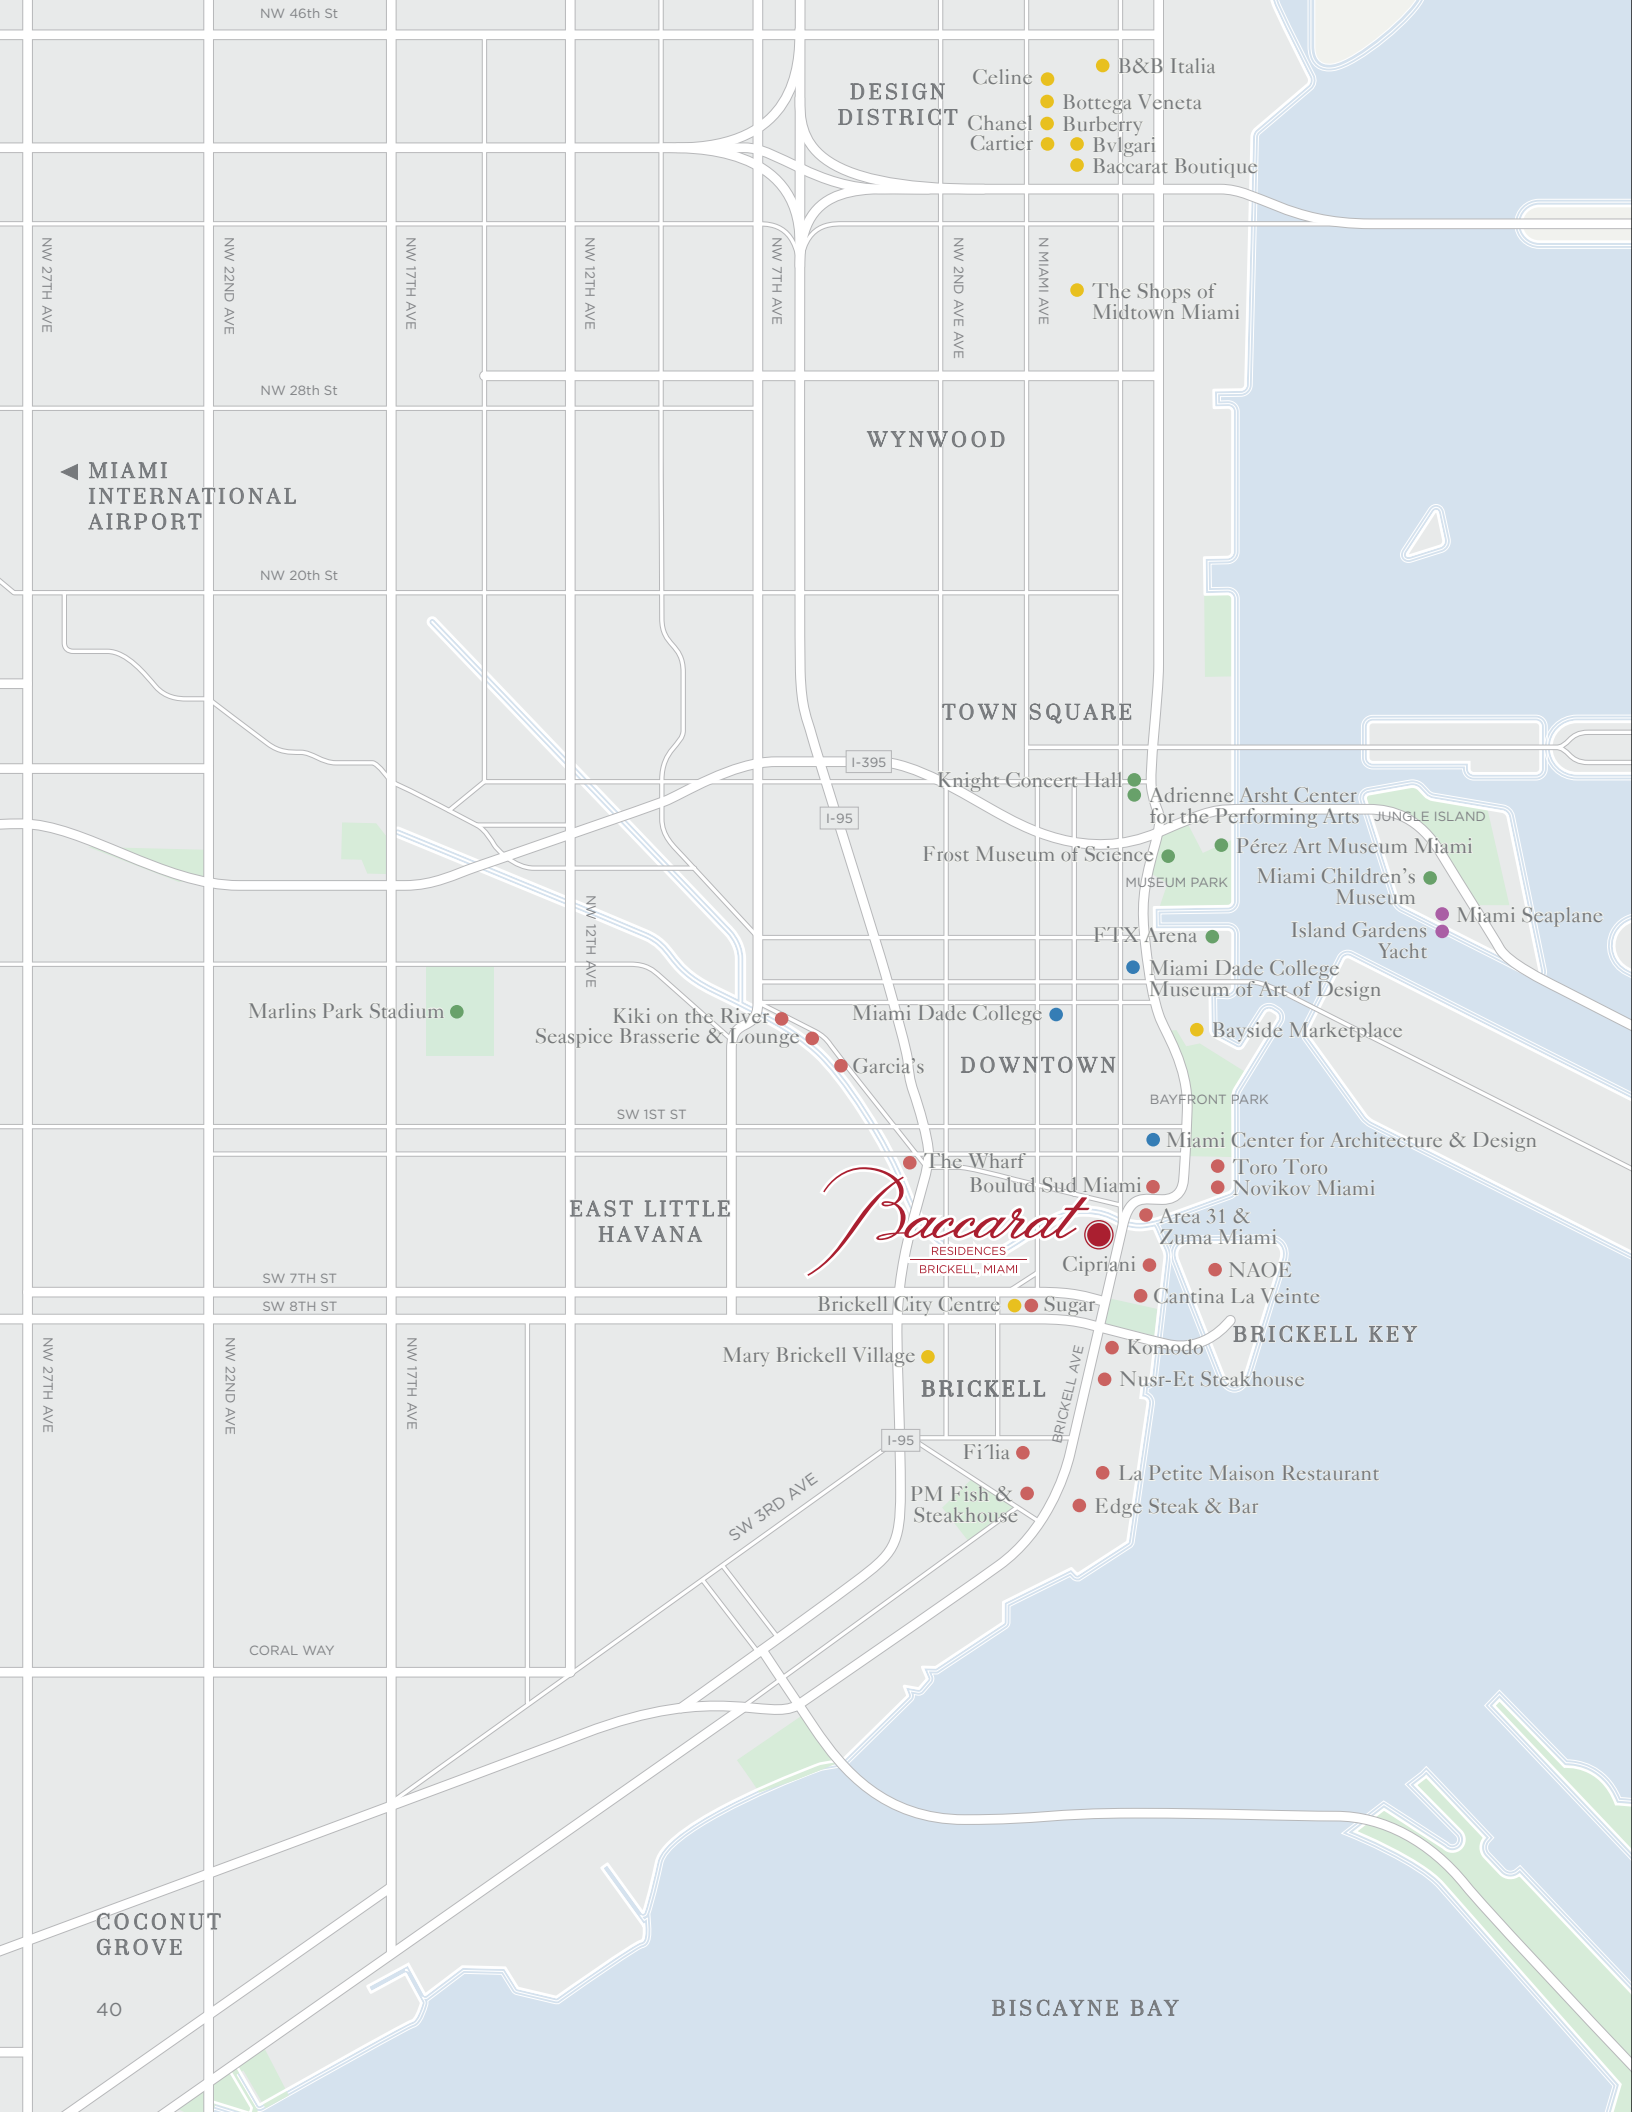 NW 46th St
B&B Italia
Celine
DESIGN
DISTRICT
Bottega Veneta
Chanel
Burberry
Cartier
Bvlgari
Baccarat Boutique
NW 27TH AVE
NW 22ND AVE
NW 17TH AVE
NW 12TH AVE
NW 7TH AVE
NW 2ND AVE AVE
N MIAMI AVE
The Shops of
Midtown Miami
NW 28th St
WYNWOOD
MIAMI
INTERNATIONAL
AIRPORT
NW 20th St
TOWN SQUARE
I-395
Knight Concert Hall
Adrienne Arsht Center
for the Performing Arts
JUNGLE ISLAND
I-95
Pérez Art Museum Miami
Frost Museum of Science
MUSEUM PARK
Miami Children's
Museum
Miami Seaplane
Island Gardens
Yacht
FTX Arena
NW 12TH AVE
Miami Dade College
Museum of Art of Design
Marlins Park Stadium
Kiki on the River
Miami Dade College
Bayside Marketplace
Seaspice Brasserie & Lounge
Garcia's
DOWNTOWN
BAYFRONT PARK
SW 1ST ST
Miami Center for Architecture & Design
The Wharf
Toro Toro
Boulud Sud Miami
Novikov Miami
EAST LITTLE
HAVANA
Baccarat
RESIDENCES
BRICKELL, MIAMI
Area 31 &
Zuma Miami
Cipriani
NAOE
SW 7TH ST
SW 8TH ST
Brickell City Centre
Sugar
Cantina La Veinte
BRICKELL KEY
NW 27TH AVE
NW 22ND AVE
NW 17TH AVE
Mary Brickell Village
Komodo
BRICKELL
BRICKELL AVE
Nusr-Et Steakhouse
I-95
Fi'lia
La Petite Maison Restaurant
SW 3RD AVE
PM Fish &
Steakhouse
Edge Steak & Bar
CORAL WAY
COCONUT
GROVE
40
BISCAYNE BAY